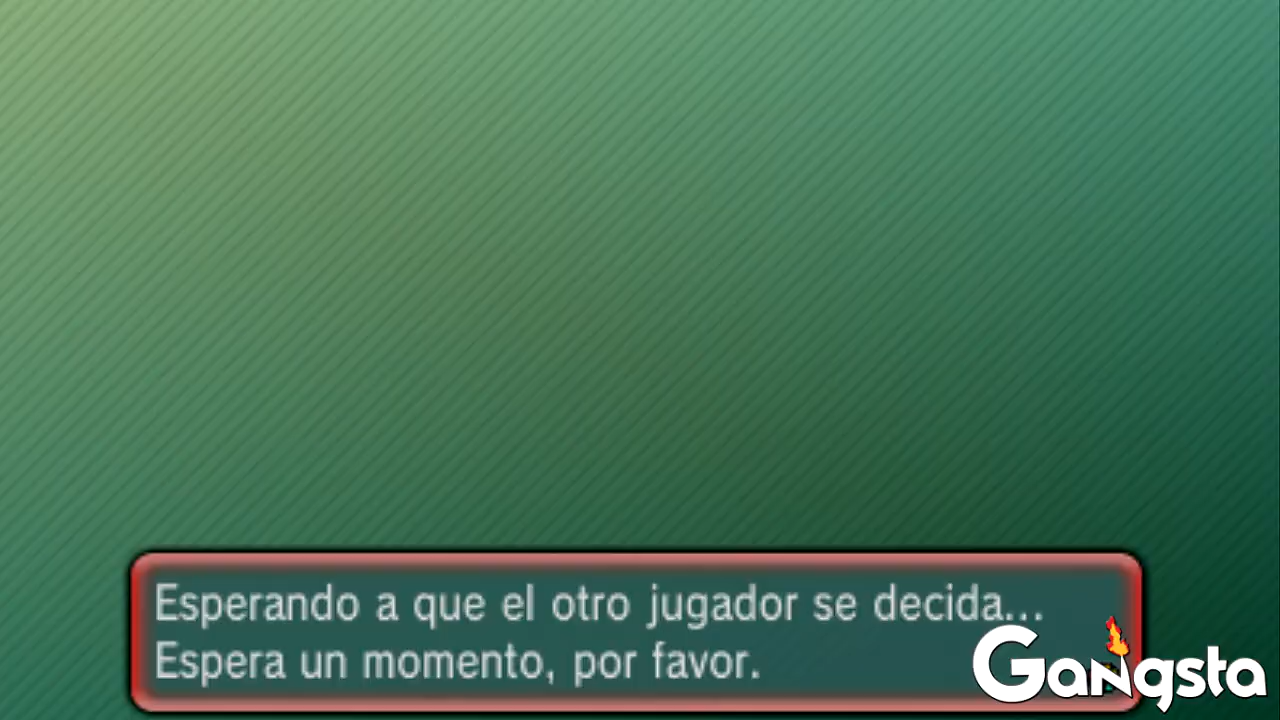 Esperando a que el otro jugador se decida...
Espera un momento, por favor.
Gangsta